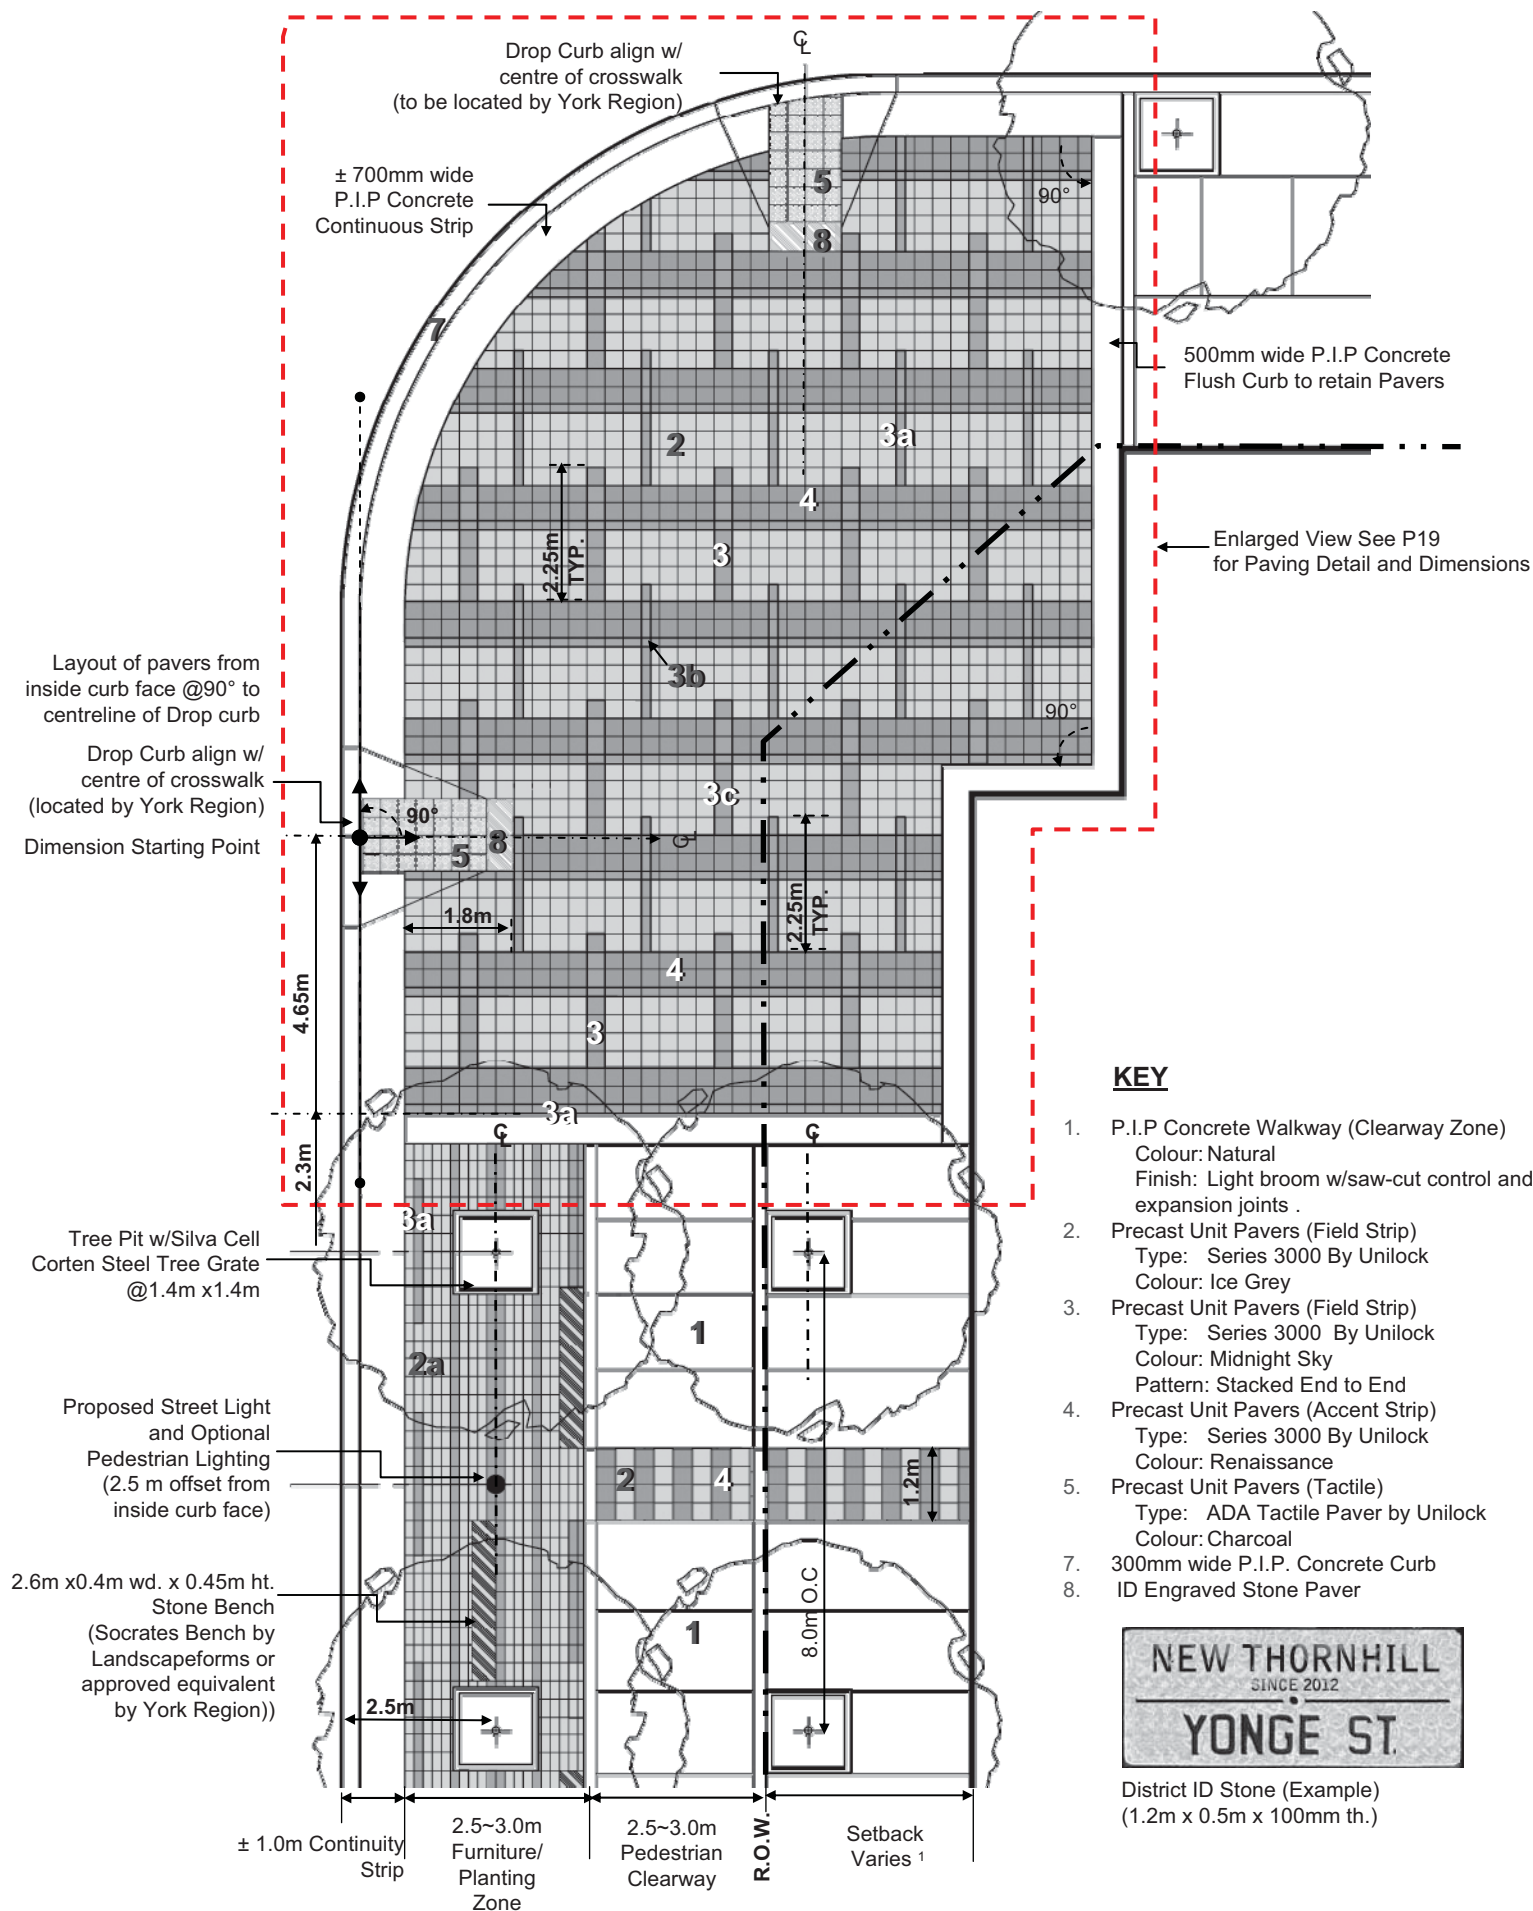 Drop Curb align w/
centre of crosswalk
(to be located by York Region)
± 700mm wide
P.I.P Concrete
Continuous Strip
5
8
90°
7
500mm wide P.I.P Concrete
Flush Curb to retain Pavers
2
3a
4
2.25m
TYP.
3
Enlarged View See P19
for Paving Detail and Dimensions
Layout of pavers from
inside curb face @90° to
centreline of Drop curb
3b
90°
Drop Curb align w/
centre of crosswalk
(located by York Region)
3c
90°
8
5
Dimension Starting Point
CL
2.25m
TYP.
1.8m
4
4.65m
3
3a
CL
CL
2.3m
3a
Tree Pit w/Silva Cell
Corten Steel Tree Grate
@1.4m x1.4m
1
2a
Proposed Street Light
and Optional
Pedestrian Lighting
(2.5 m offset from
inside curb face)
2
4
1.2m
2.6m x0.4m wd. x 0.45m ht.
Stone Bench
(Socrates Bench by
Landscapeforms or
approved equivalent
by York Region))
1
8.0m O.C
2.5m
± 1.0m Continuity
Strip
2.5~3.0m
Furniture/
Planting
Zone
2.5~3.0m
Pedestrian
Clearway
R.O.W.
Setback
Varies ¹
KEY
1. P.I.P Concrete Walkway (Clearway Zone)
Colour: Natural
Finish: Light broom w/saw-cut control and
expansion joints .
2. Precast Unit Pavers (Field Strip)
Type: Series 3000 By Unilock
Colour: Ice Grey
3. Precast Unit Pavers (Field Strip)
Type: Series 3000 By Unilock
Colour: Midnight Sky
Pattern: Stacked End to End
4. Precast Unit Pavers (Accent Strip)
Type: Series 3000 By Unilock
Colour: Renaissance
5. Precast Unit Pavers (Tactile)
Type: ADA Tactile Paver by Unilock
Colour: Charcoal
7. 300mm wide P.I.P. Concrete Curb
8. ID Engraved Stone Paver
NEW THORNHILL
SINCE 2012
YONGE ST.
District ID Stone (Example)
(1.2m x 0.5m x 100mm th.)
CL